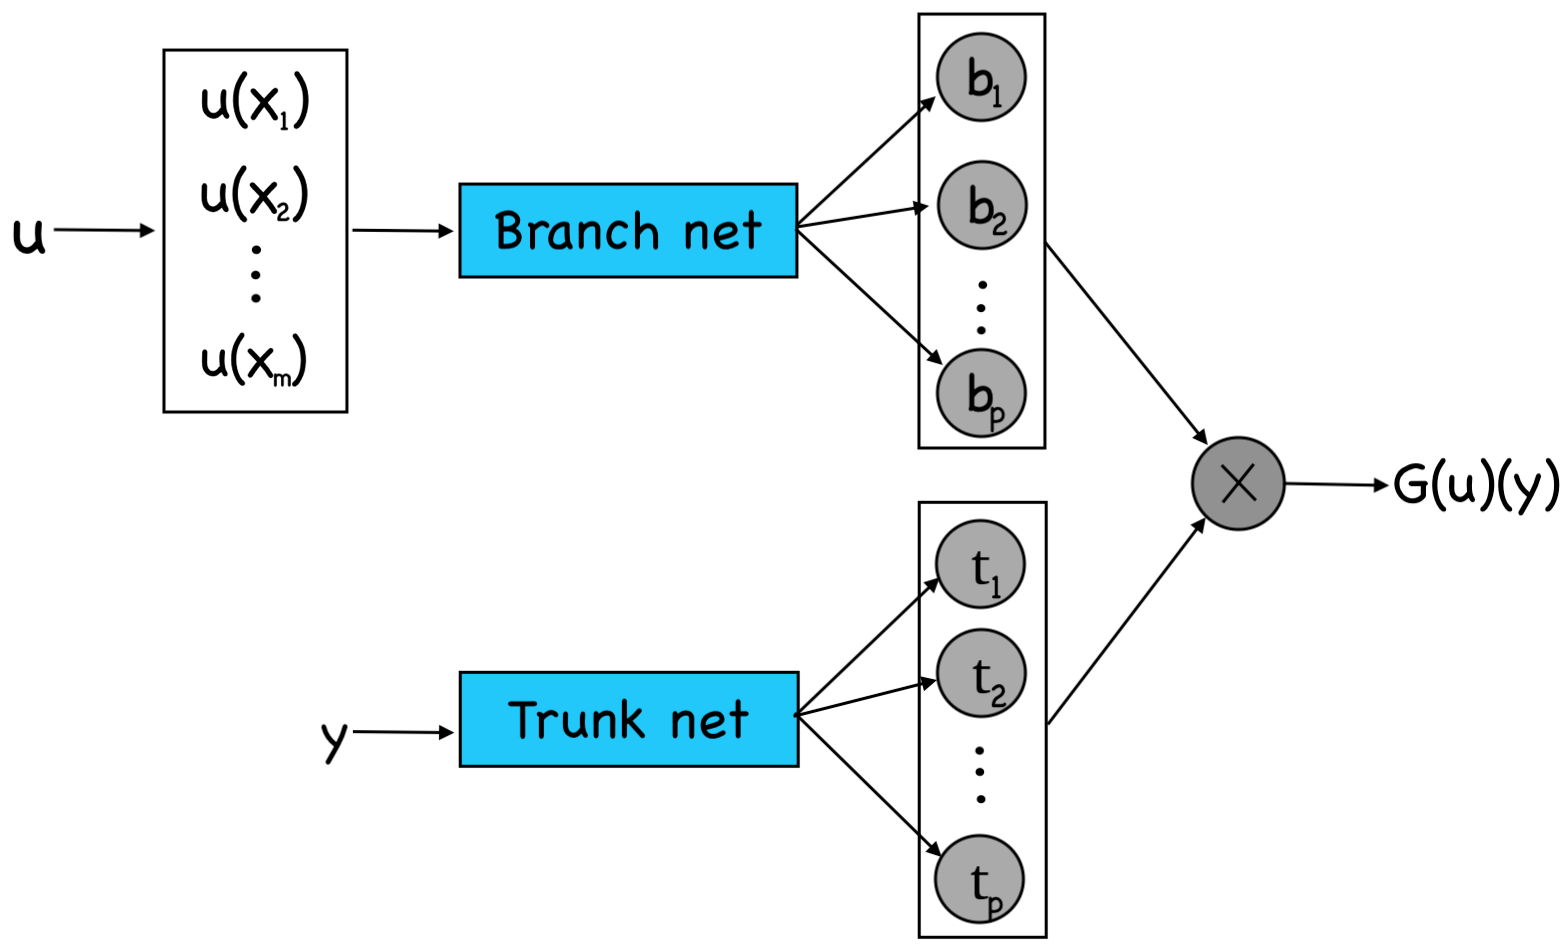 u
u(x₁)
u(x₂)
⋮
u(xₘ)
Branch net
b₁
b₂
⋮
bₚ
y
Trunk net
t₁
t₂
⋮
tₚ
×
G(u)(y)